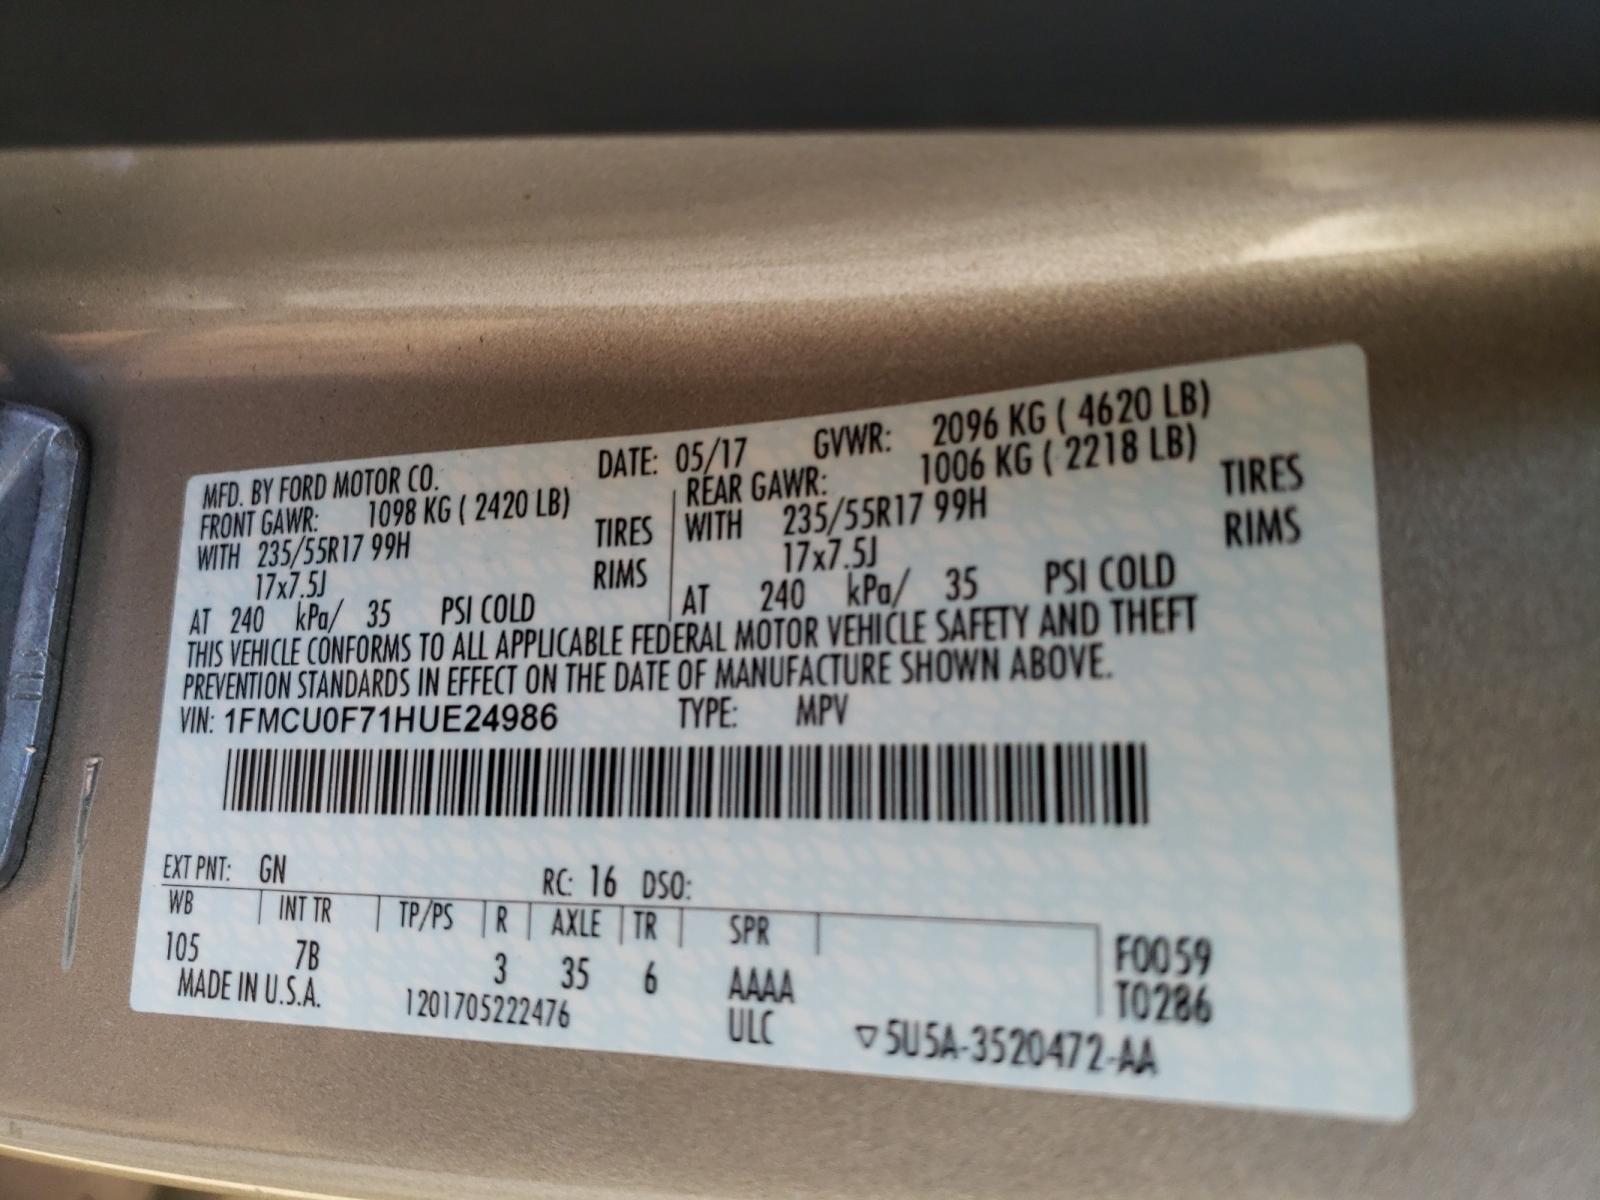 MFD. BY FORD MOTOR CO. DATE: 05/17 GVWR: 2096 KG ( 4620 LB)
FRONT GAWR: 1098 KG ( 2420 LB) REAR GAWR: 1006 KG ( 2218 LB)
WITH 235/55R17 99H TIRES WITH 235/55R17 99H TIRES
17x7.5J RIMS 17x7.5J RIMS
AT 240 kPa/ 35 PSI COLD AT 240 kPa/ 35 PSI COLD
THIS VEHICLE CONFORMS TO ALL APPLICABLE FEDERAL MOTOR VEHICLE SAFETY AND THEFT
PREVENTION STANDARDS IN EFFECT ON THE DATE OF MANUFACTURE SHOWN ABOVE.
VIN: 1FMCU0F71HUE24986 TYPE: MPV
EXT PNT: GN RC: 16 DSO:
WB INT TR TP/PS R AXLE TR SPR
105 7B 3 35 6 AAAA F0059
MADE IN U.S.A. 1201705222476 ULC T0286
▽5U5A-3520472-AA